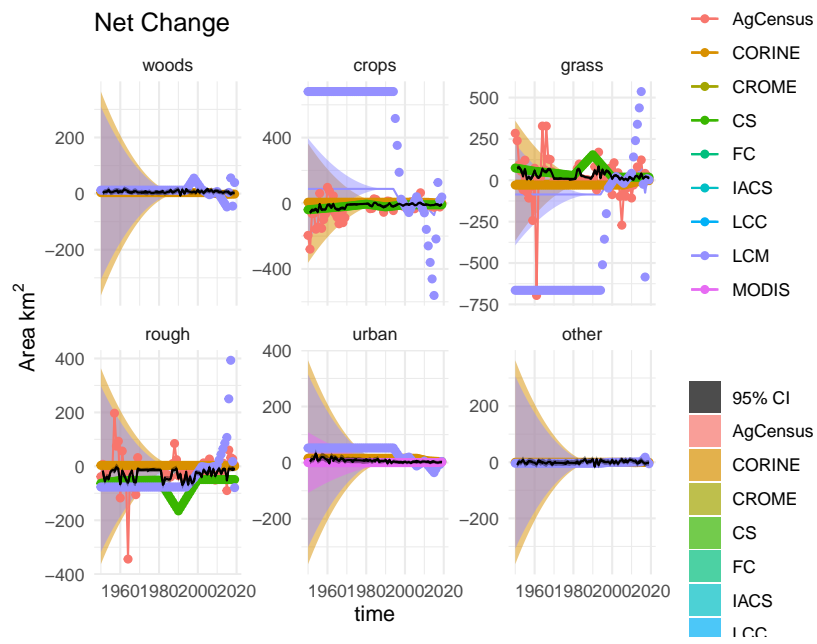 Net Change
woods
crops
grass
200
0
−200
400
0
−400
500
250
0
−250
−500
−750
rough
urban
other
400
200
0
−200
−400
200
0
−200
200
0
−200
1960198020002020
1960198020002020
1960198020002020
Area km²
time
AgCensus
CORINE
CROME
CS
FC
IACS
LCC
LCM
MODIS
95% CI
AgCensus
CORINE
CROME
CS
FC
IACS
LCC